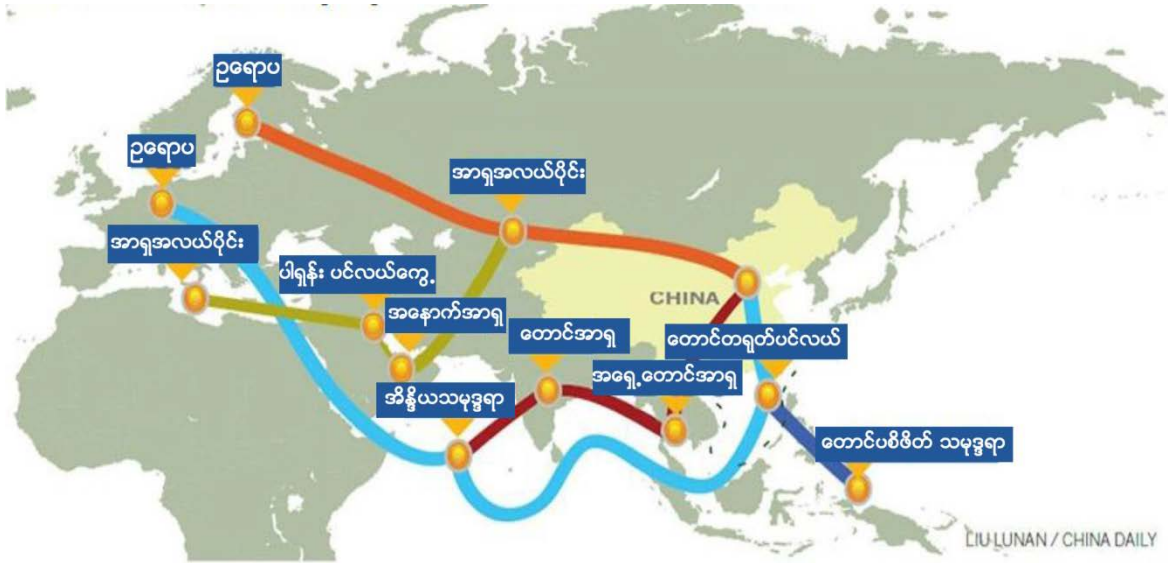 ဥရောပ
ဥရောပ
အာရှအလယ်ပိုင်း
အာရှအလယ်ပိုင်း
ပါရှန်း ပင်လယ်ကွေ့
အနောက်အာရှ
CHINA
တောင်အာရှ
တောင်တရုတ်ပင်လယ်
အရှေ့တောင်အာရှ
အိန္ဒိယသမုဒ္ဒရာ
တောင်ပစိဖိတ် သမုဒ္ဒရာ
LIU LUNAN / CHINA DAILY